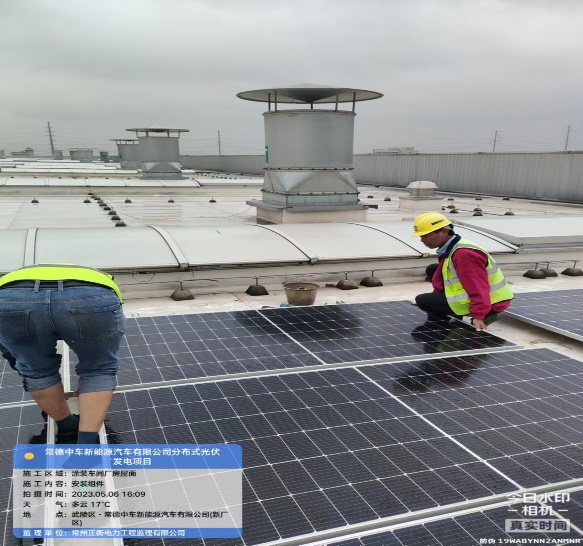 常德中车新能源汽车有限公司分布式光伏
发电项目
施工区域：涂装车间厂房屋面
施工内容：安装组件
拍摄时间：2023.05.06 16:09
天气：多云 17℃
地点：武陵区·常德中车新能源汽车有限公司(新厂
区)
监理单位：常州正衡电力工程监理有限公司
今日水印
相机
真实时间
防伪 19WABYNN2ANMNR